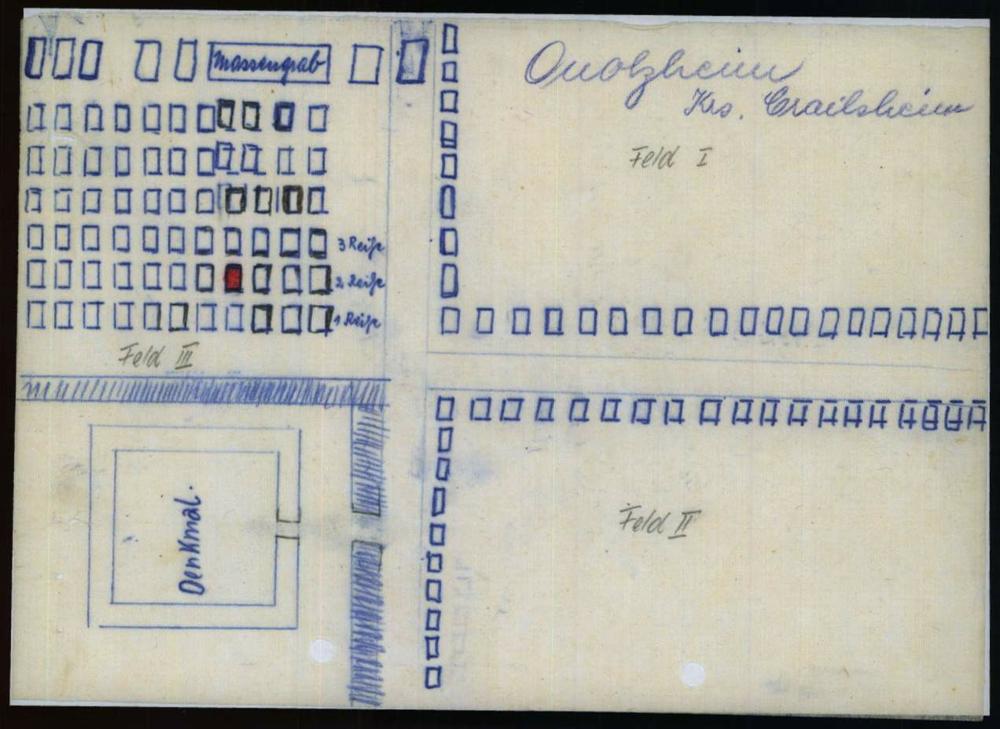 Onolzheim
Krs. Crailsheim
Massengrab
Feld I
3 Reihe
2. Reihe
1 Reihe
Feld III
Denkmal.
Feld II